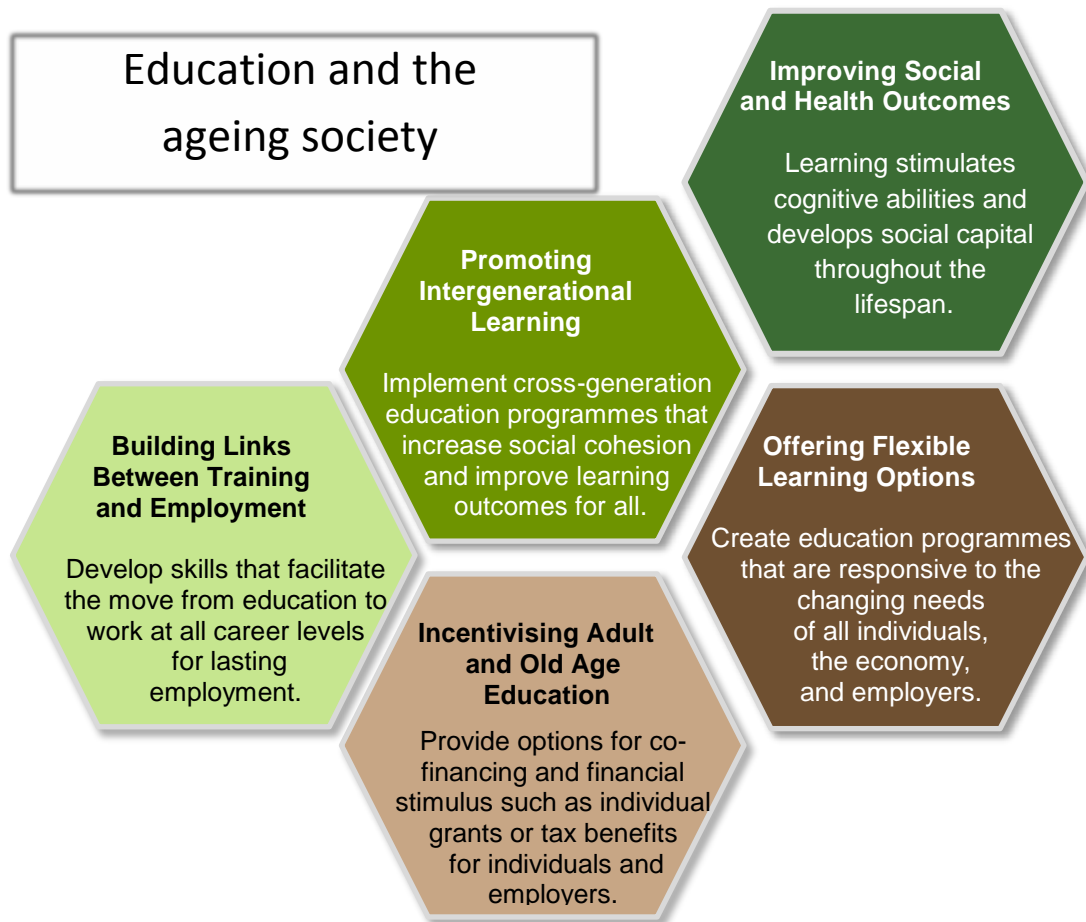 Education and the
ageing society
Improving Social
and Health Outcomes
Learning stimulates
cognitive abilities and
develops social capital
throughout the
lifespan.
Promoting
Intergenerational
Learning
Implement cross-generation
education programmes that
increase social cohesion
and improve learning
outcomes for all.
Building Links
Between Training
and Employment
Develop skills that facilitate
the move from education to
work at all career levels
for lasting
employment.
Offering Flexible
Learning Options
Create education programmes
that are responsive to the
changing needs
of all individuals,
the economy,
and employers.
Incentivising Adult
and Old Age
Education
Provide options for co-
financing and financial
stimulus such as individual
grants or tax benefits
for individuals and
employers.